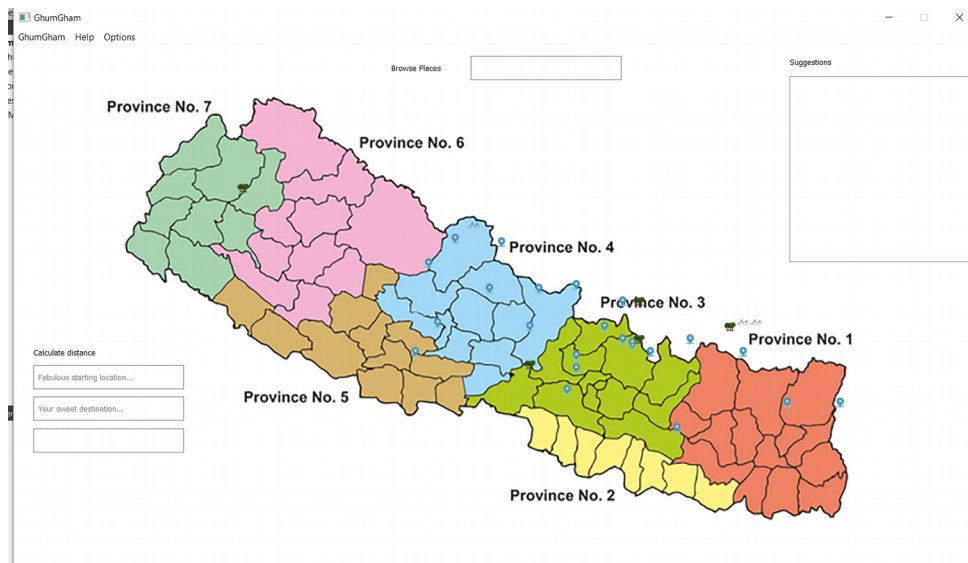 GhumGham
GhumGham Help Options
Browse Places
Suggestions
Province No. 7
Province No. 6
Province No. 4
Province No. 3
Province No. 1
Calculate distance
Fabulous starting location...
Your sweet destination...
Province No. 5
Province No. 2